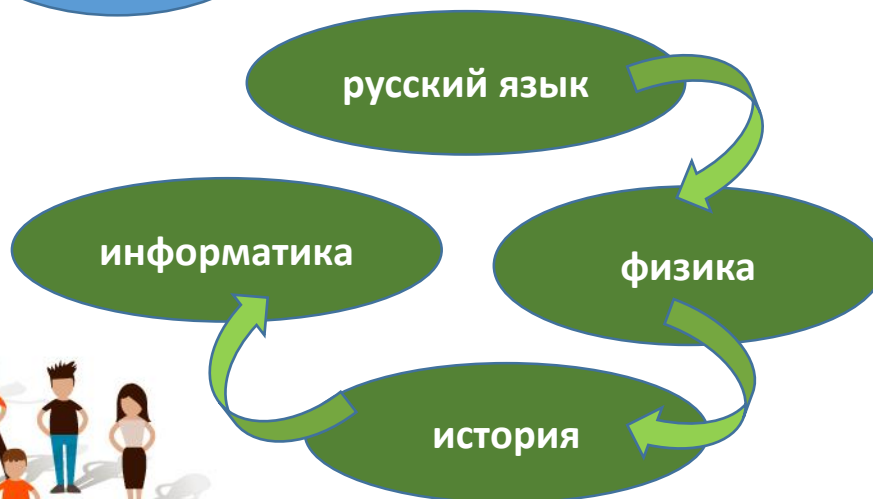 русский язык
информатика
физика
история